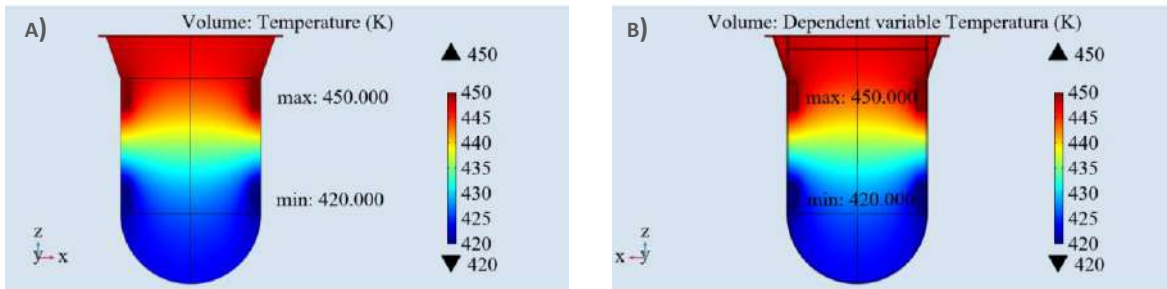 A)
Volume: Temperature (K)
450
max: 450.000
450
445
440
435
430
425
420
min: 420.000
420
z
y x
B)
Volume: Dependent variable Temperatura (K)
450
max: 450.000
450
445
440
435
430
425
420
min: 420.000
420
z
x y